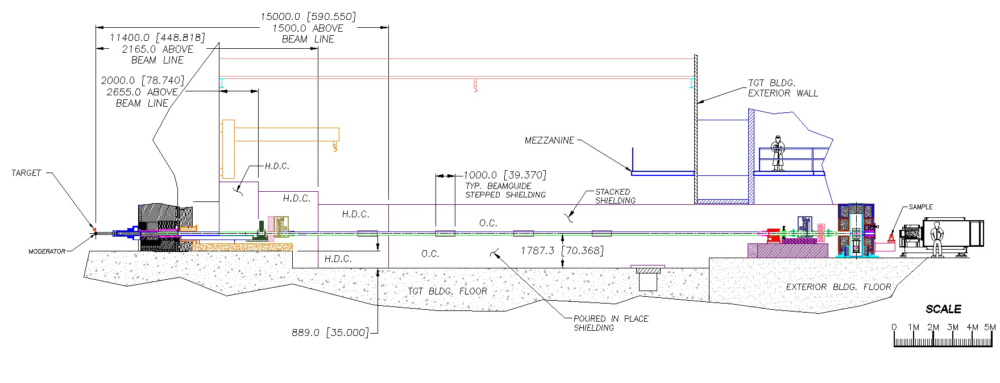 15000.0 [590.550]
1500.0 ABOVE
BEAM LINE
11400.0 [448.818]
2165.0 ABOVE
BEAM LINE
2000.0 [78.740]
2655.0 ABOVE
BEAM LINE
TGT BLDG.
EXTERIOR WALL
MEZZANINE
H.D.C.
TARGET
1000.0 [39.370]
TYP. BEAMGUIDE
STEPPED SHIELDING
STACKED
SHIELDING
H.D.C.
H.D.C.
O.C.
SAMPLE
MODERATOR
1787.3 [70.368]
O.C.
H.D.C.
TGT BLDG. FLOOR
EXTERIOR BLDG. FLOOR
POURED IN PLACE
SHIELDING
889.0 [35.000]
SCALE
0 1M 2M 3M 4M 5M